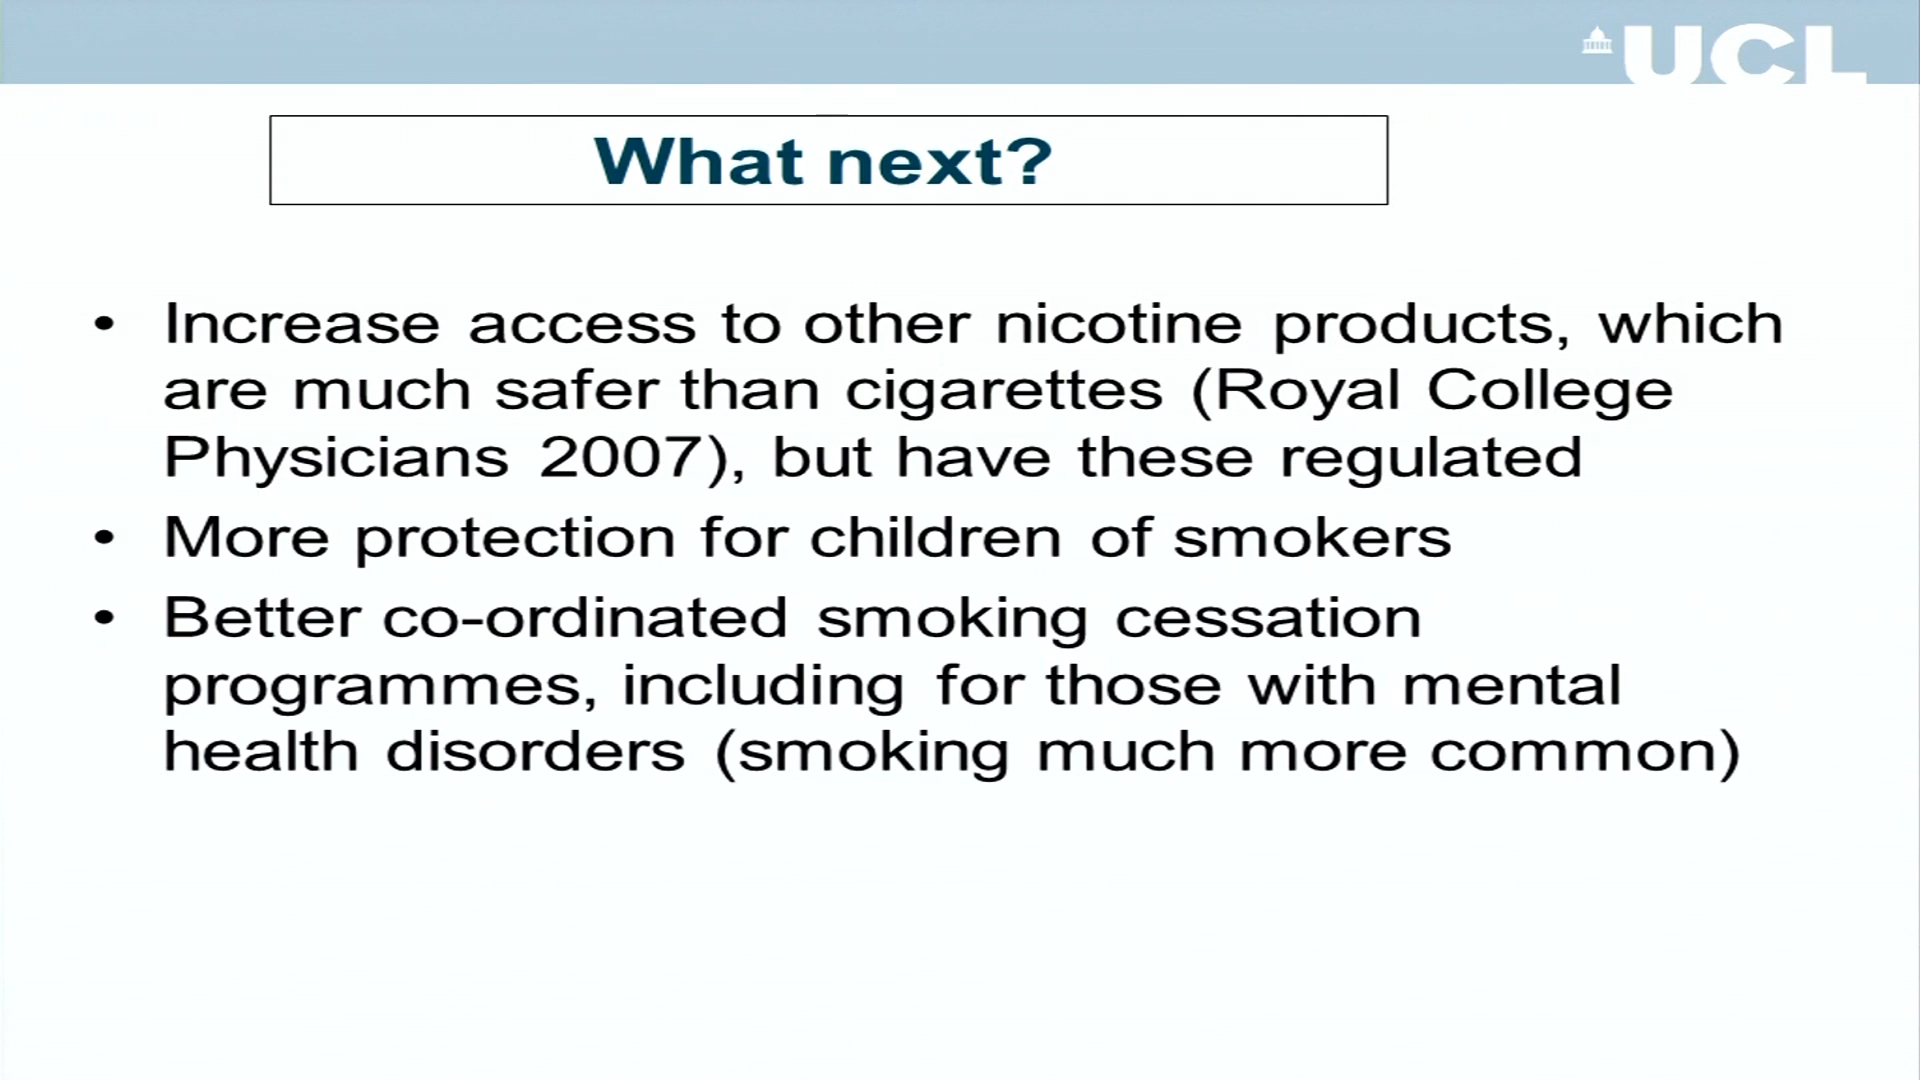 UCL
What next?
• Increase access to other nicotine products, which
are much safer than cigarettes (Royal College
Physicians 2007), but have these regulated
• More protection for children of smokers
• Better co-ordinated smoking cessation
programmes, including for those with mental
health disorders (smoking much more common)